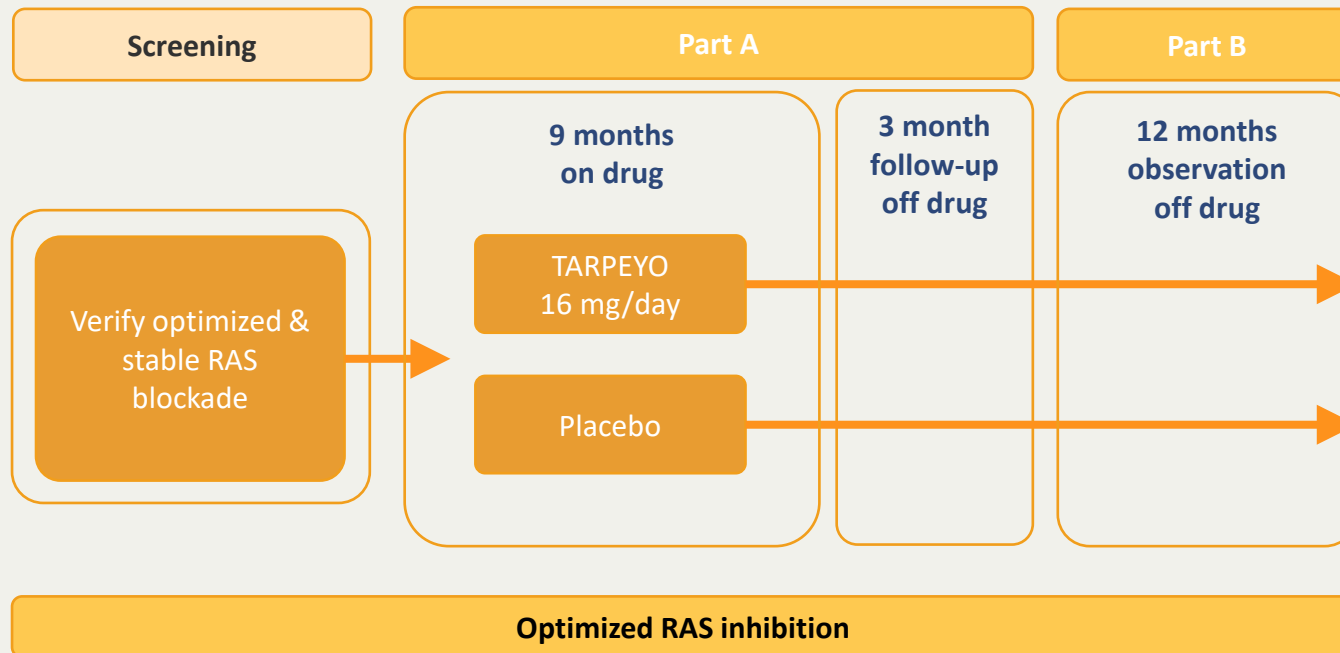 Screening
Part A
Part B
9 months
on drug
3 month
follow-up
off drug
12 months
observation
off drug
Verify optimized &
stable RAS
blockade
TARPEYO
16 mg/day
Placebo
Optimized RAS inhibition